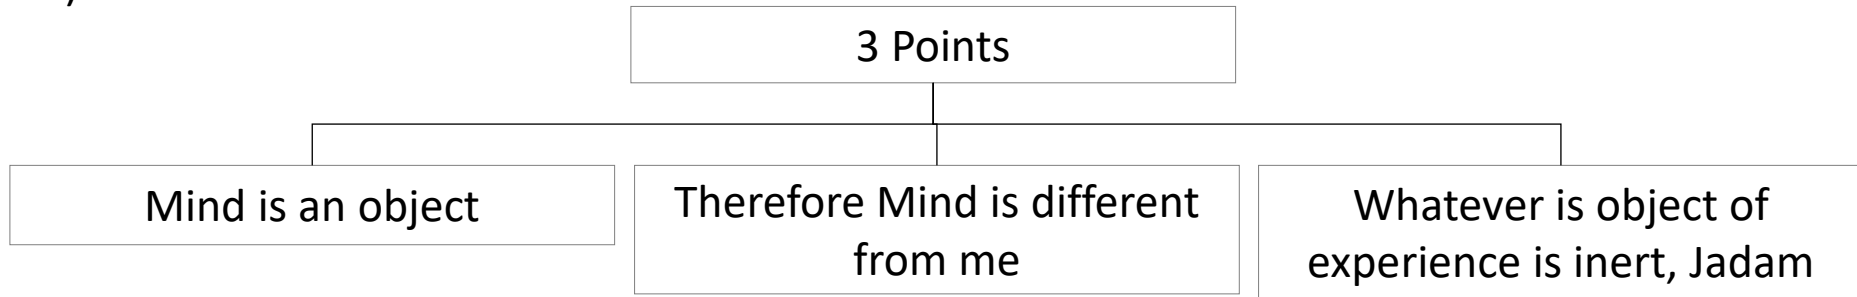 3 Points
Mind is an object
Therefore Mind is different
from me
Whatever is object of
experience is inert, Jadam